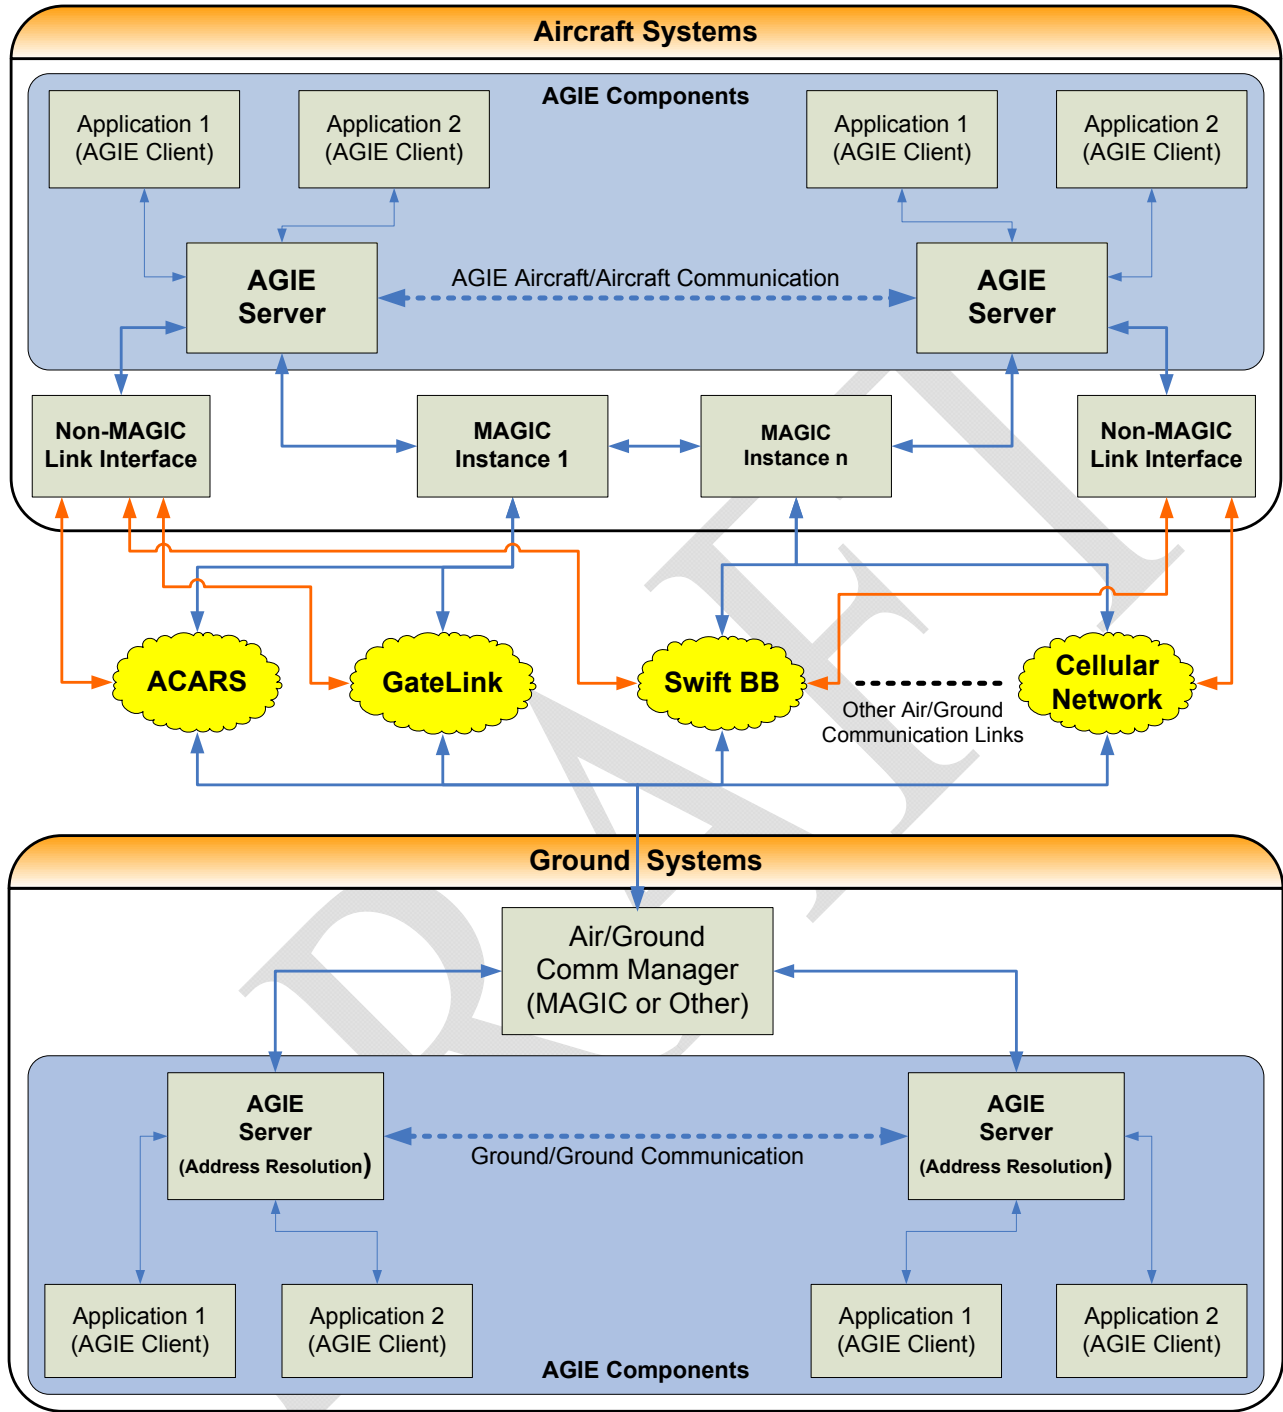 Aircraft Systems
AGIE Components
Application 1
(AGIE Client)
Application 2
(AGIE Client)
Application 1
(AGIE Client)
Application 2
(AGIE Client)
AGIE
Server
AGIE Aircraft/Aircraft Communication
AGIE
Server
Non-MAGIC
Link Interface
MAGIC
Instance 1
MAGIC
Instance n
Non-MAGIC
Link Interface
ACARS
GateLink
Swift BB
Other Air/Ground
Communication Links
Cellular
Network
Ground Systems
Air/Ground
Comm Manager
(MAGIC or Other)
AGIE
Server
(Address Resolution)
Ground/Ground Communication
AGIE
Server
(Address Resolution)
Application 1
(AGIE Client)
Application 2
(AGIE Client)
Application 1
(AGIE Client)
Application 2
(AGIE Client)
AGIE Components
DRAFT